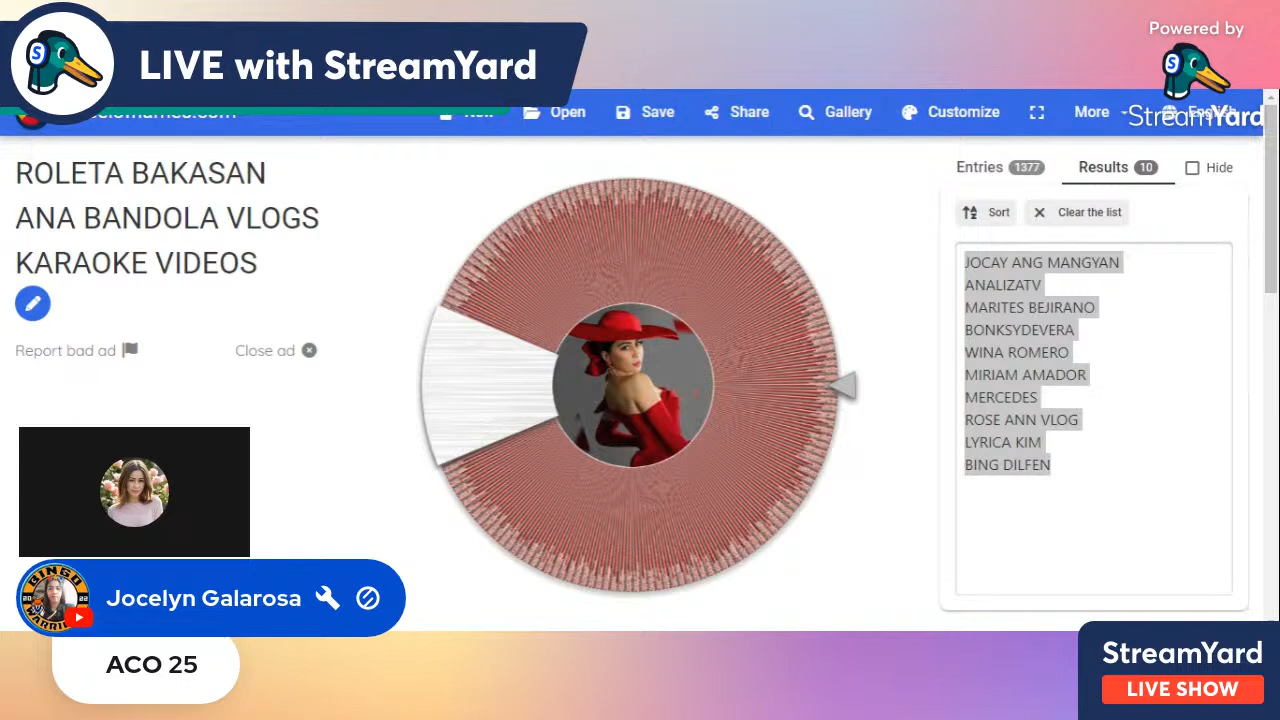 LIVE with StreamYard
Powered by
StreamYard
Open
Save
Share
Gallery
Customize
More
ROLETA BAKASAN
ANA BANDOLA VLOGS
KARAOKE VIDEOS
Report bad ad
Close ad
Entries 1377
Results 10
Hide
Sort
Clear the list
JOCAY ANG MANGYAN
ANALIZATV
MARITES BEJIRANO
BONKSYDEVERA
WINA ROMERO
MIRIAM AMADOR
MERCEDES
ROSE ANN VLOG
LYRICA KIM
BING DILFEN
BINGO
20 22
Jocelyn Galarosa
ACO 25
StreamYard
LIVE SHOW